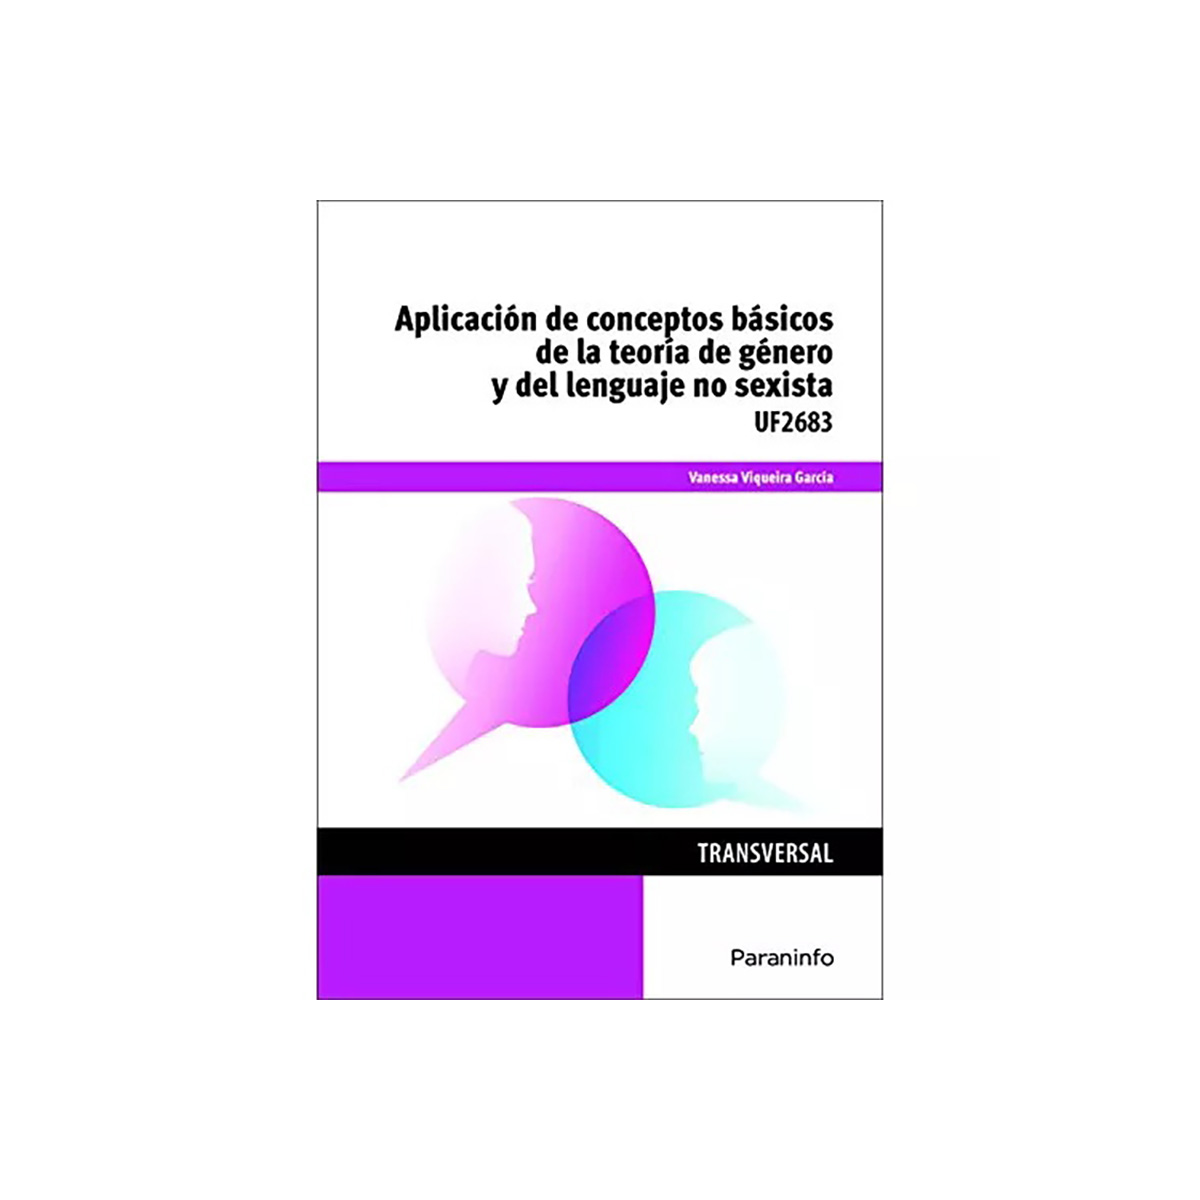 Aplicación de conceptos básicos
de la teoría de género
y del lenguaje no sexista
UF2683
Vanessa Viqueira García
TRANSVERSAL
Paraninfo